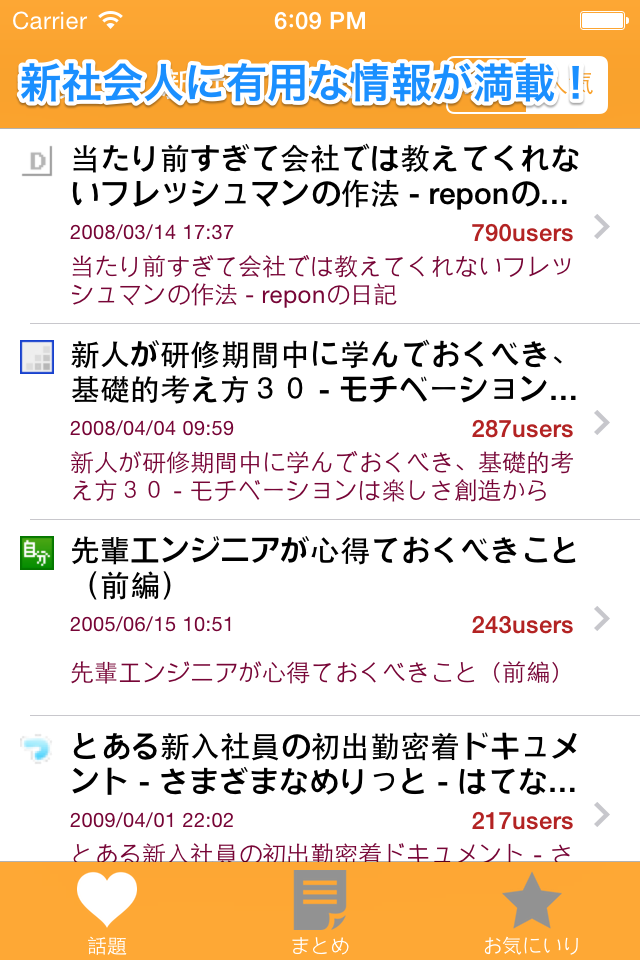 Carrier 6:09 PM
新社会人に有用な情報が満載！
当たり前すぎて会社では教えてくれな
いフレッシュマンの作法 - reponの...
2008/03/14 17:37 790users
当たり前すぎて会社では教えてくれないフレッ
シュマンの作法 - reponの日記
新人が研修期間中に学んでおくべき、
基礎的考え方３０ - モチベーション...
2008/04/04 09:59 287users
新人が研修期間中に学んでおくべき、基礎的考
え方３０ - モチベーションは楽しさ創造から
先輩エンジニアが心得ておくべきこと
（前編）
2005/06/15 10:51 243users
先輩エンジニアが心得ておくべきこと（前編）
とある新入社員の初出勤密着ドキュメ
ント - さまざまなめりっと - はてな...
2009/04/01 22:02 217users
とある新入社員の初出勤密着ドキュメント - さ
話題 まとめ お気にいり